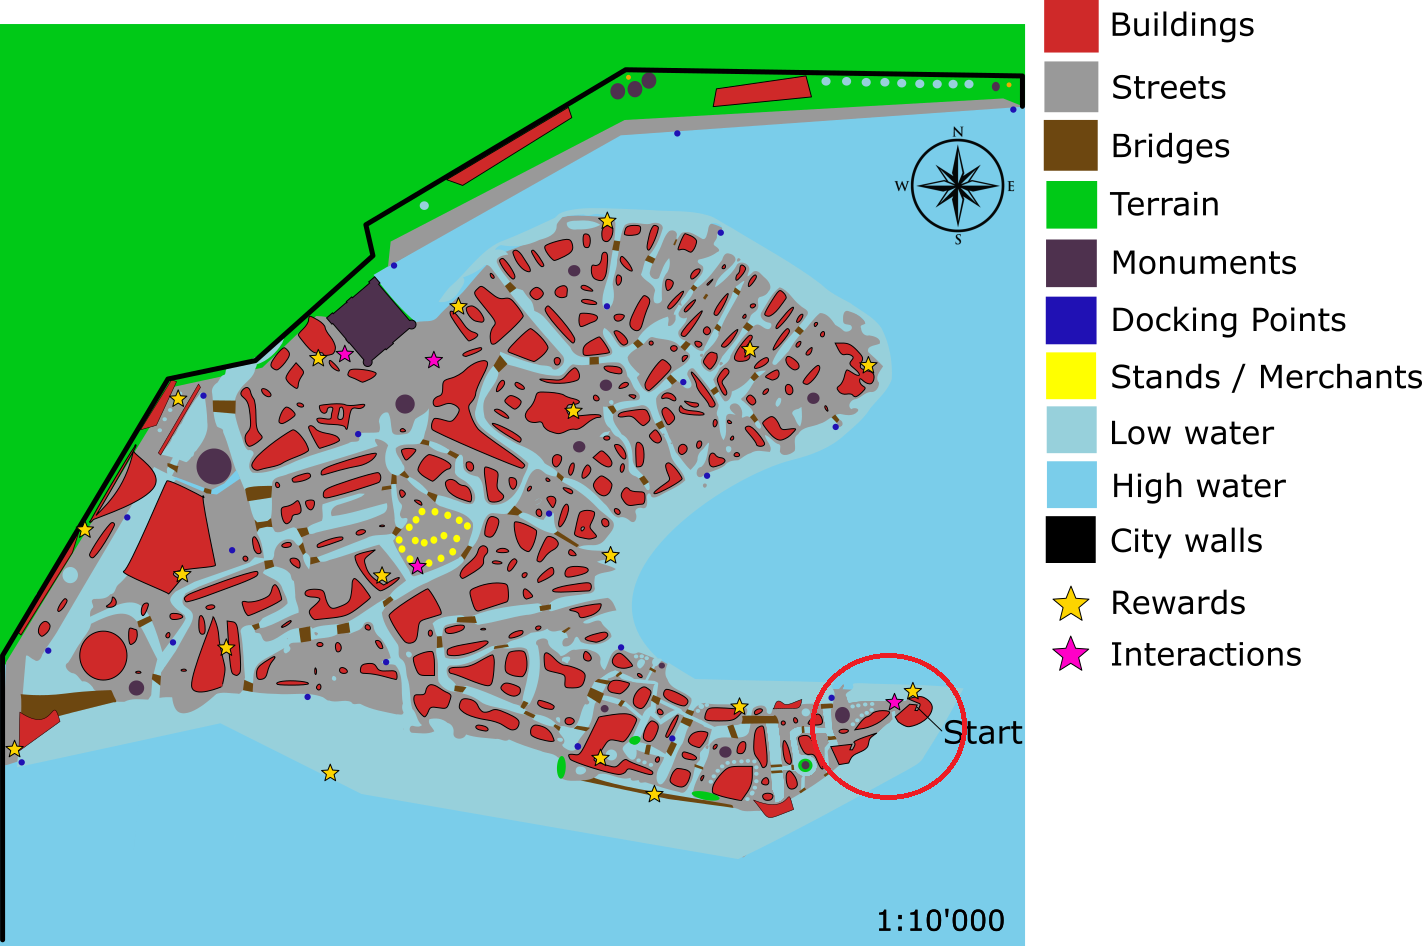 Buildings
Streets
Bridges
Terrain
Monuments
Docking Points
Stands / Merchants
Low water
High water
City walls
Rewards
Interactions
N
W E
S
Start
1:10'000